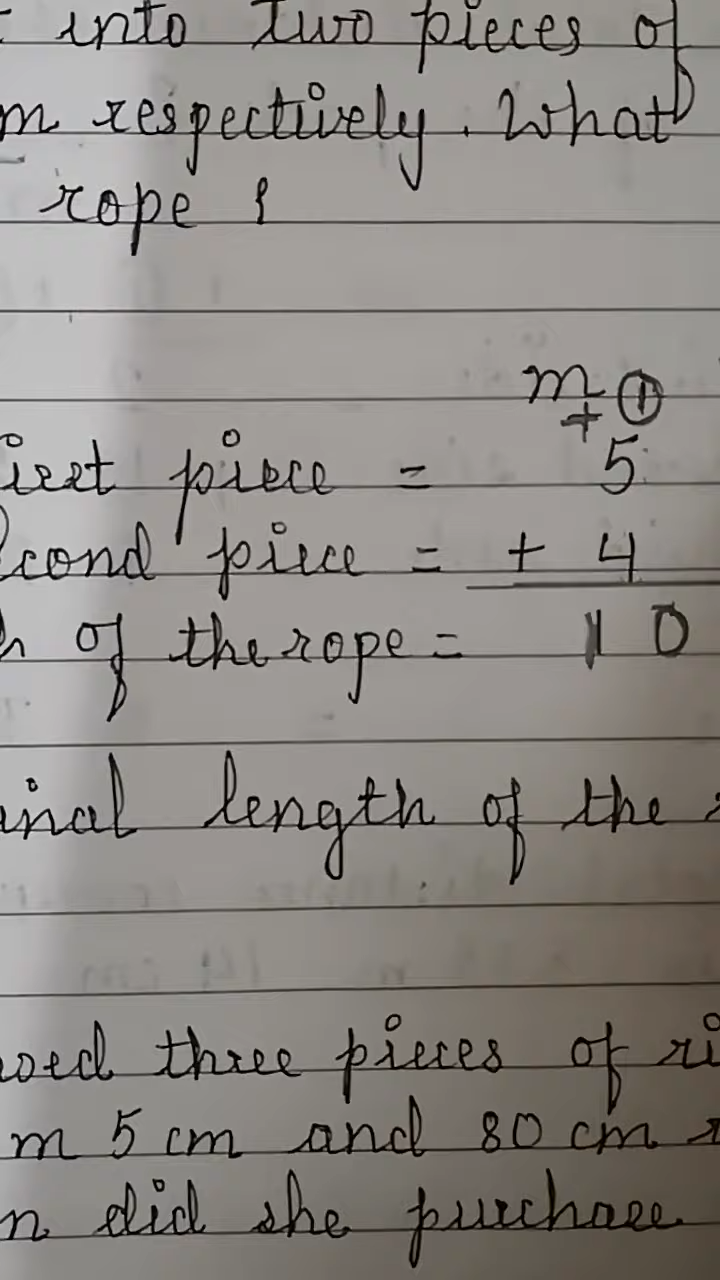 into two pieces of
m respectively. What
rope ?
m
+ 1
irst piece = 5
cond piece = + 4
h of the rope = 10
inal length of the
three pieces of ri
m 5 cm and 80 cm
n did she purchase